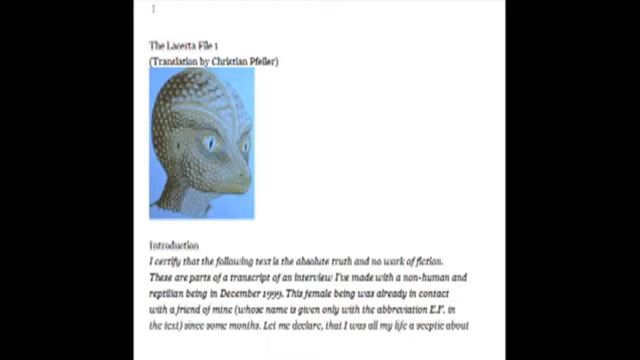 1
The Lacerta File 1
(Translation by Christian Pfeiler)
Introduction
I certify that the following text is the absolute truth and no work of fiction.
These are parts of a transcript of an interview I've made with a non-human and
reptilian being in December 1999. This female being was already in contact
with a friend of mine (whose name is given only with the abbreviation E.F. in
the text) since some months. Let me declare, that I was all my life a sceptic about